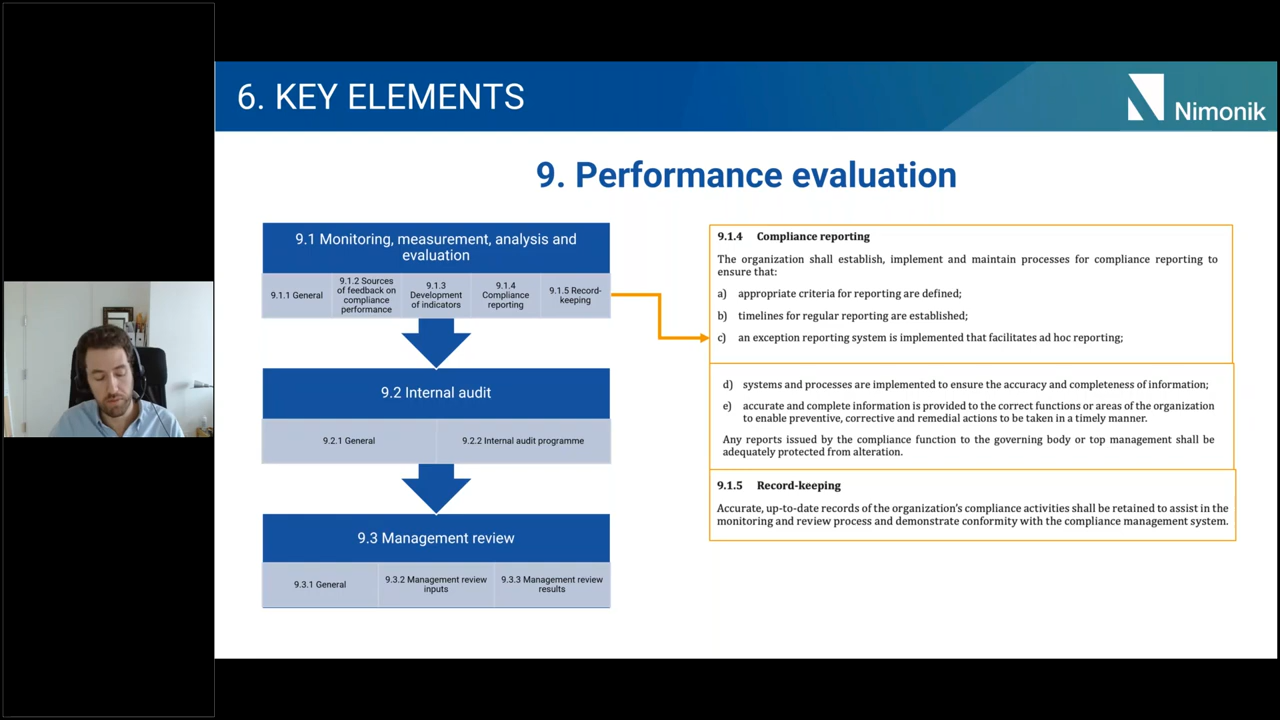 6. KEY ELEMENTS
Nimonik
9. Performance evaluation
9.1 Monitoring, measurement, analysis and
evaluation
9.1.1 General
9.1.2 Sources
of feedback on
compliance
performance
9.1.3
Development
of indicators
9.1.4
Compliance
reporting
9.1.5 Record-
keeping
9.2 Internal audit
9.2.1 General
9.2.2 Internal audit programme
9.3 Management review
9.3.1 General
9.3.2 Management review
inputs
9.3.3 Management review
results
9.1.4 Compliance reporting
The organization shall establish, implement and maintain processes for compliance reporting to
ensure that:
a) appropriate criteria for reporting are defined;
b) timelines for regular reporting are established;
c) an exception reporting system is implemented that facilitates ad hoc reporting;
d) systems and processes are implemented to ensure the accuracy and completeness of information;
e) accurate and complete information is provided to the correct functions or areas of the organization
to enable preventive, corrective and remedial actions to be taken in a timely manner.
Any reports issued by the compliance function to the governing body or top management shall be
adequately protected from alteration.
9.1.5 Record-keeping
Accurate, up-to-date records of the organization's compliance activities shall be retained to assist in the
monitoring and review process and demonstrate conformity with the compliance management system.